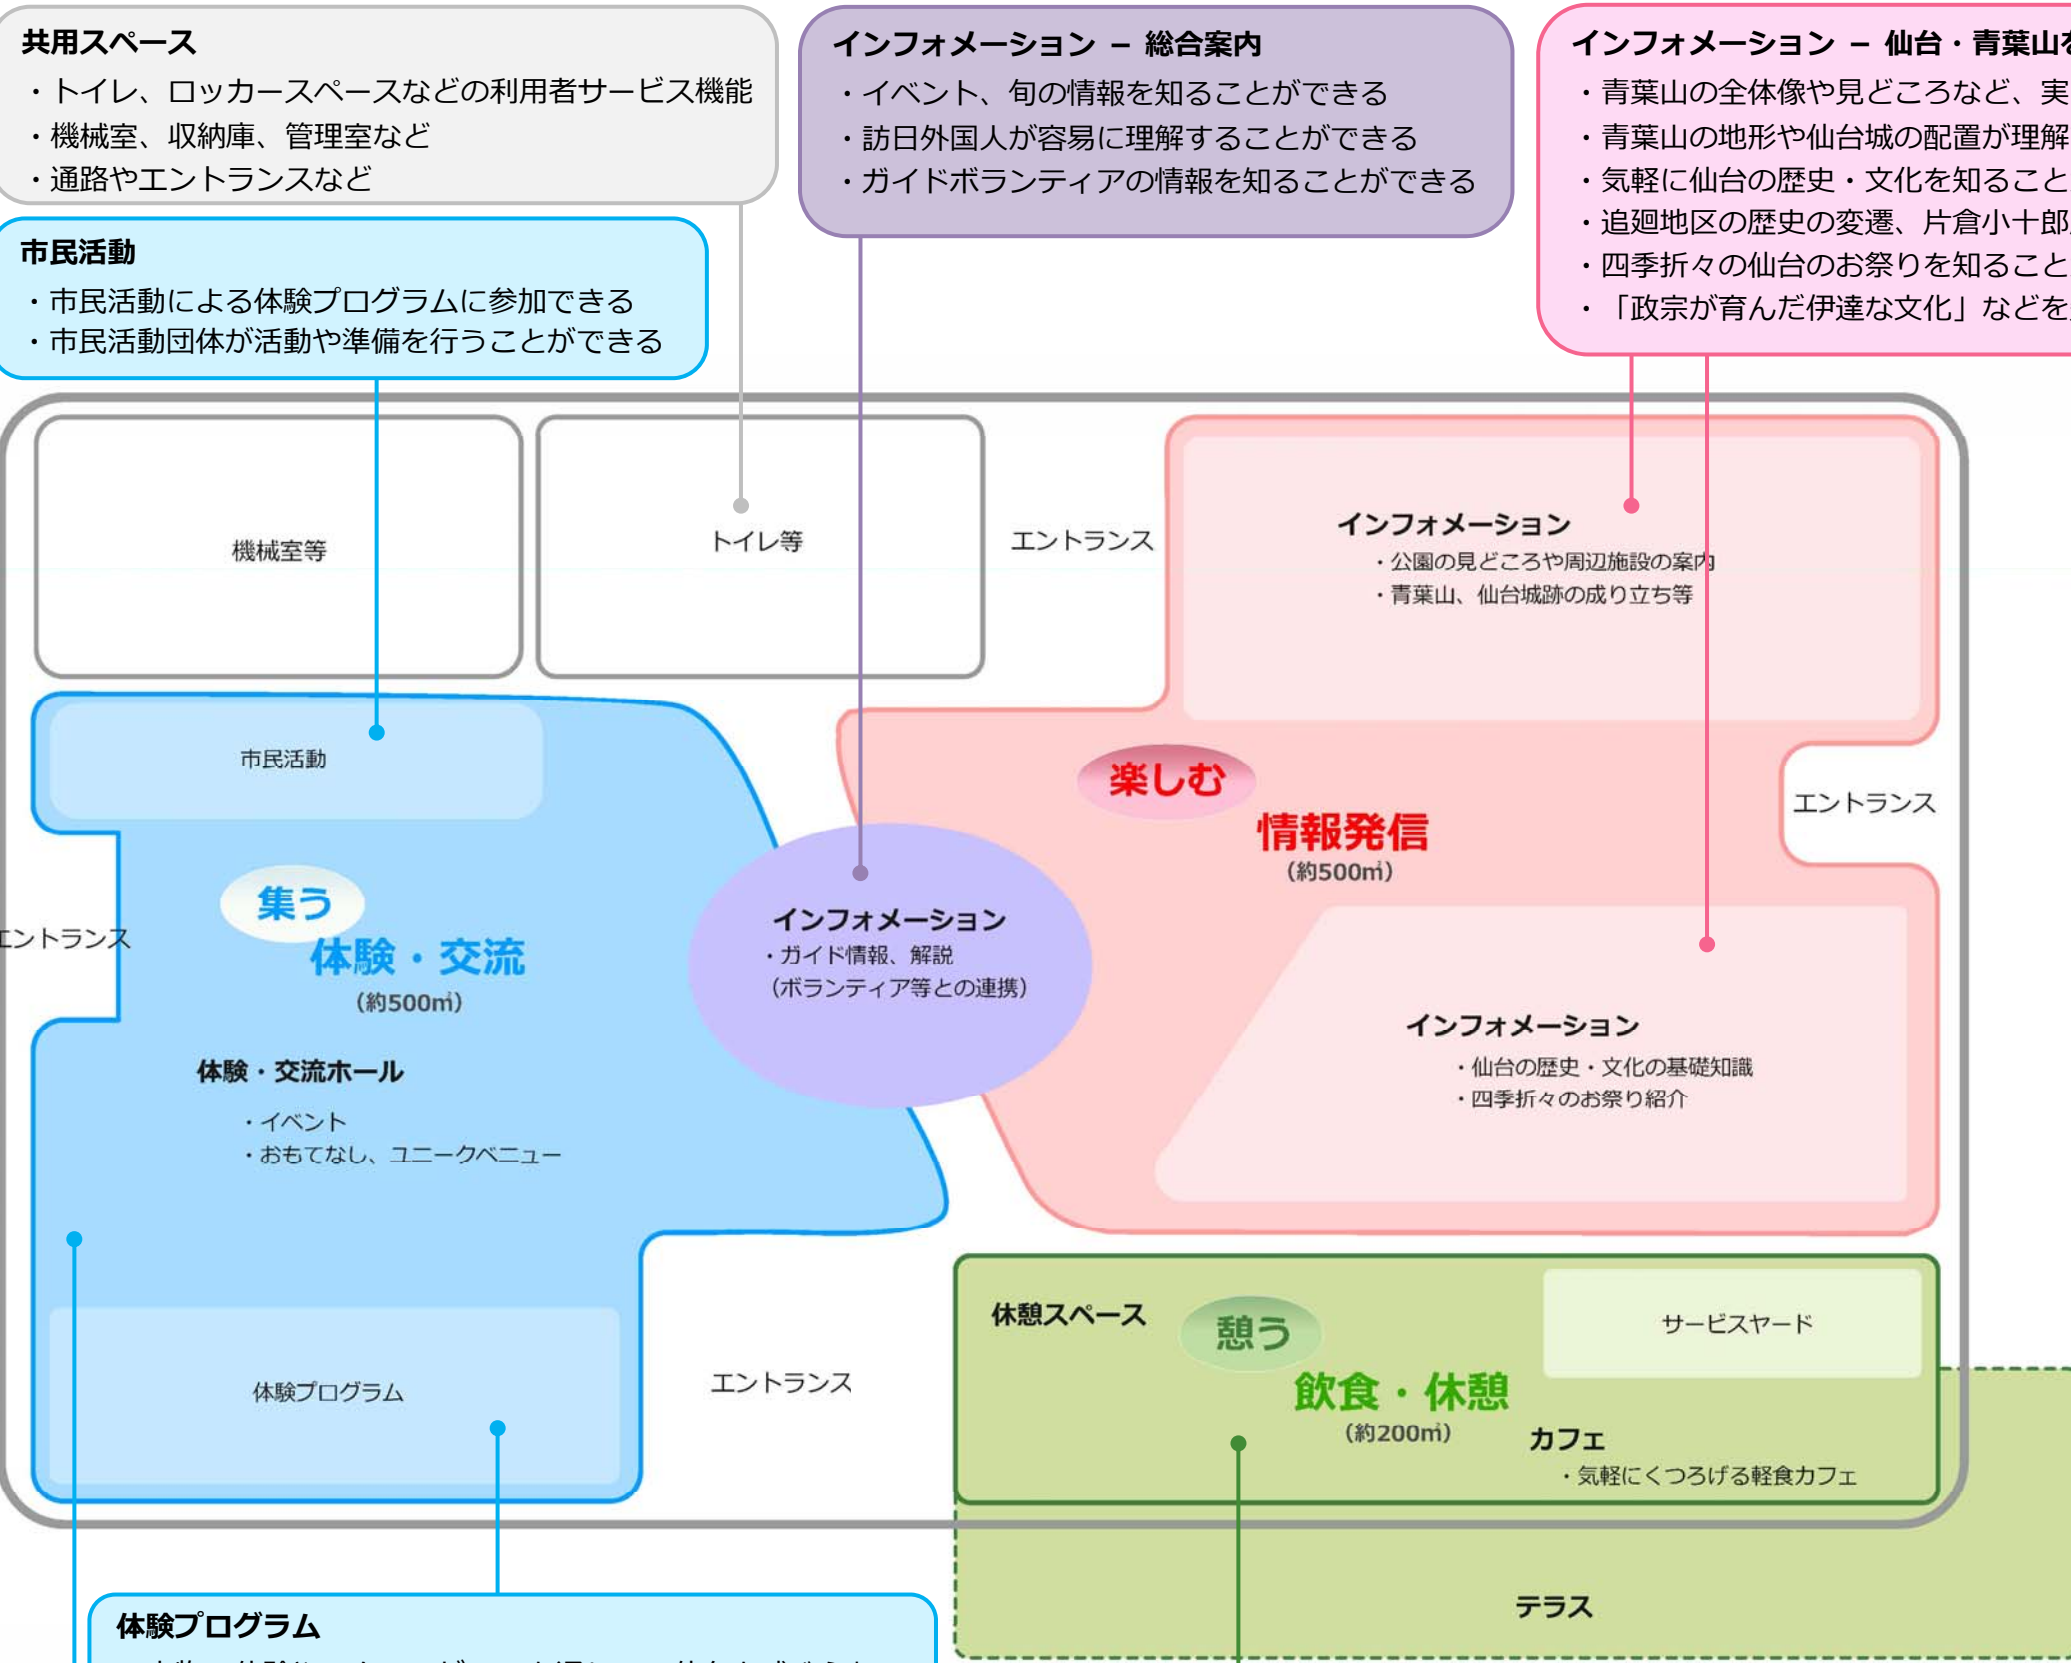 共用スペース
・トイレ、ロッカースペースなどの利用者サービス機能
・機械室、収納庫、管理室など
・通路やエントランスなど
インフォメーション － 総合案内
・イベント、旬の情報を知ることができる
・訪日外国人が容易に理解することができる
・ガイドボランティアの情報を知ることができる
インフォメーション － 仙台・青葉山を
・青葉山の全体像や見どころなど、実
・青葉山の地形や仙台城の配置が理解
・気軽に仙台の歴史・文化を知ること
・追廻地区の歴史の変遷、片倉小十郎
・四季折々の仙台のお祭りを知ること
・「政宗が育んだ伊達な文化」などを
市民活動
・市民活動による体験プログラムに参加できる
・市民活動団体が活動や準備を行うことができる
機械室等
トイレ等
エントランス
インフォメーション
・公園の見どころや周辺施設の案内
・青葉山、仙台城跡の成り立ち等
市民活動
楽しむ
情報発信
（約500㎡）
エントランス
集う
体験・交流
（約500㎡）
エントランス
インフォメーション
・ガイド情報、解説
（ボランティア等との連携）
体験・交流ホール
・イベント
・おもてなし、ユニークベニュー
インフォメーション
・仙台の歴史・文化の基礎知識
・四季折々のお祭り紹介
体験プログラム
エントランス
休憩スペース
憩う
飲食・休憩
（約200㎡）
サービスヤード
カフェ
・気軽にくつろげる軽食カフェ
テラス
体験プログラム